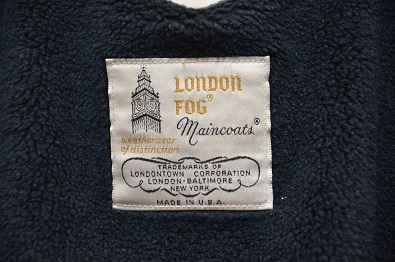 LONDON
FOG®
Maincoats®
weatherwear
of distinction
TRADEMARKS OF
LONDONTOWN CORPORATION
LONDON-BALTIMORE
NEW YORK
MADE IN U.S.A.